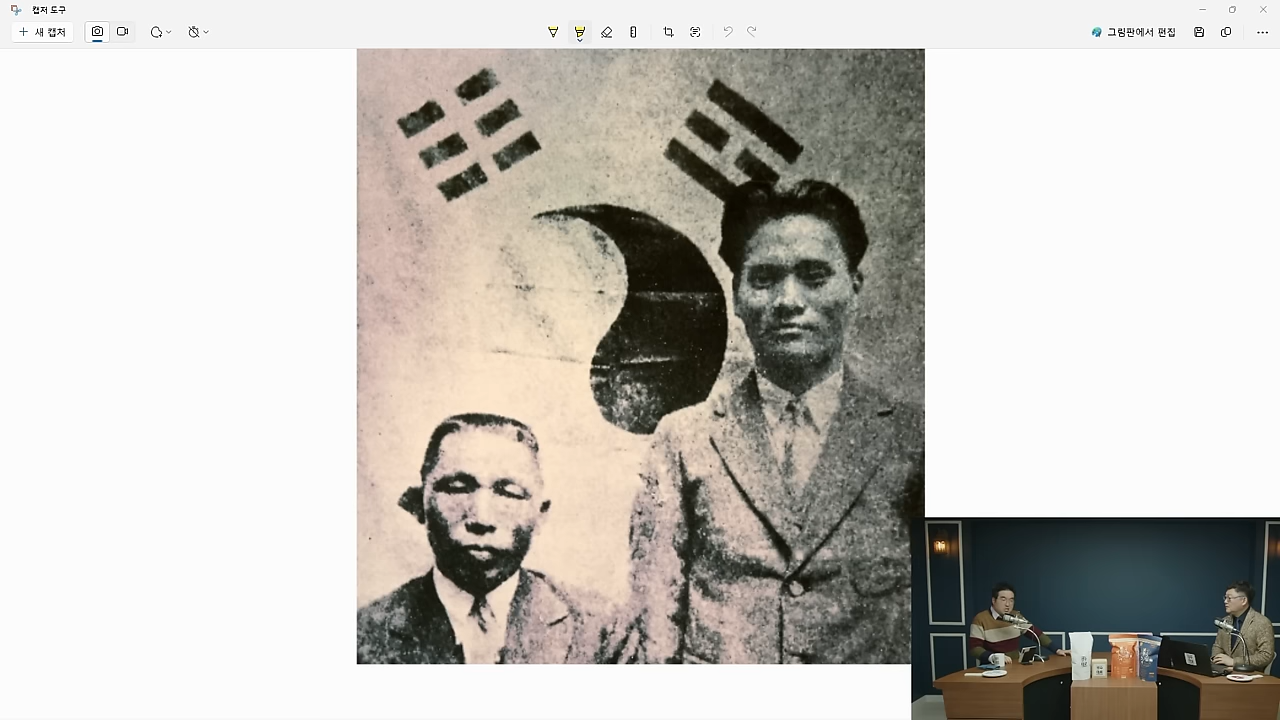 캡처 도구
새 캡처
그림판에서 편집